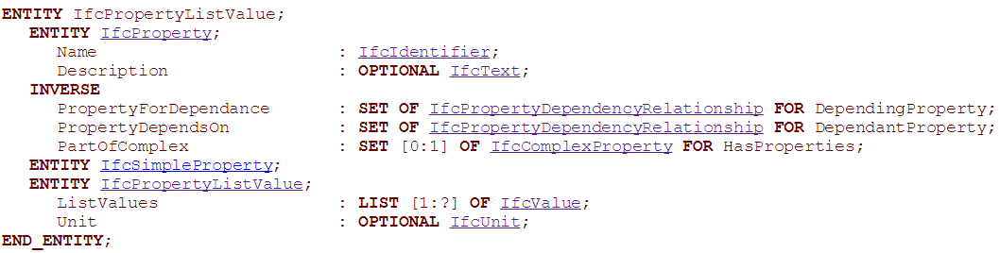 ENTITY IfcPropertyListValue;
ENTITY IfcProperty;
Name : IfcIdentifier;
Description : OPTIONAL IfcText;
INVERSE
PropertyForDependance : SET OF IfcPropertyDependencyRelationship FOR DependingProperty;
PropertyDependsOn : SET OF IfcPropertyDependencyRelationship FOR DependantProperty;
PartOfComplex : SET [0:1] OF IfcComplexProperty FOR HasProperties;
ENTITY IfcSimpleProperty;
ENTITY IfcPropertyListValue;
ListValues : LIST [1:?] OF IfcValue;
Unit : OPTIONAL IfcUnit;
END_ENTITY;